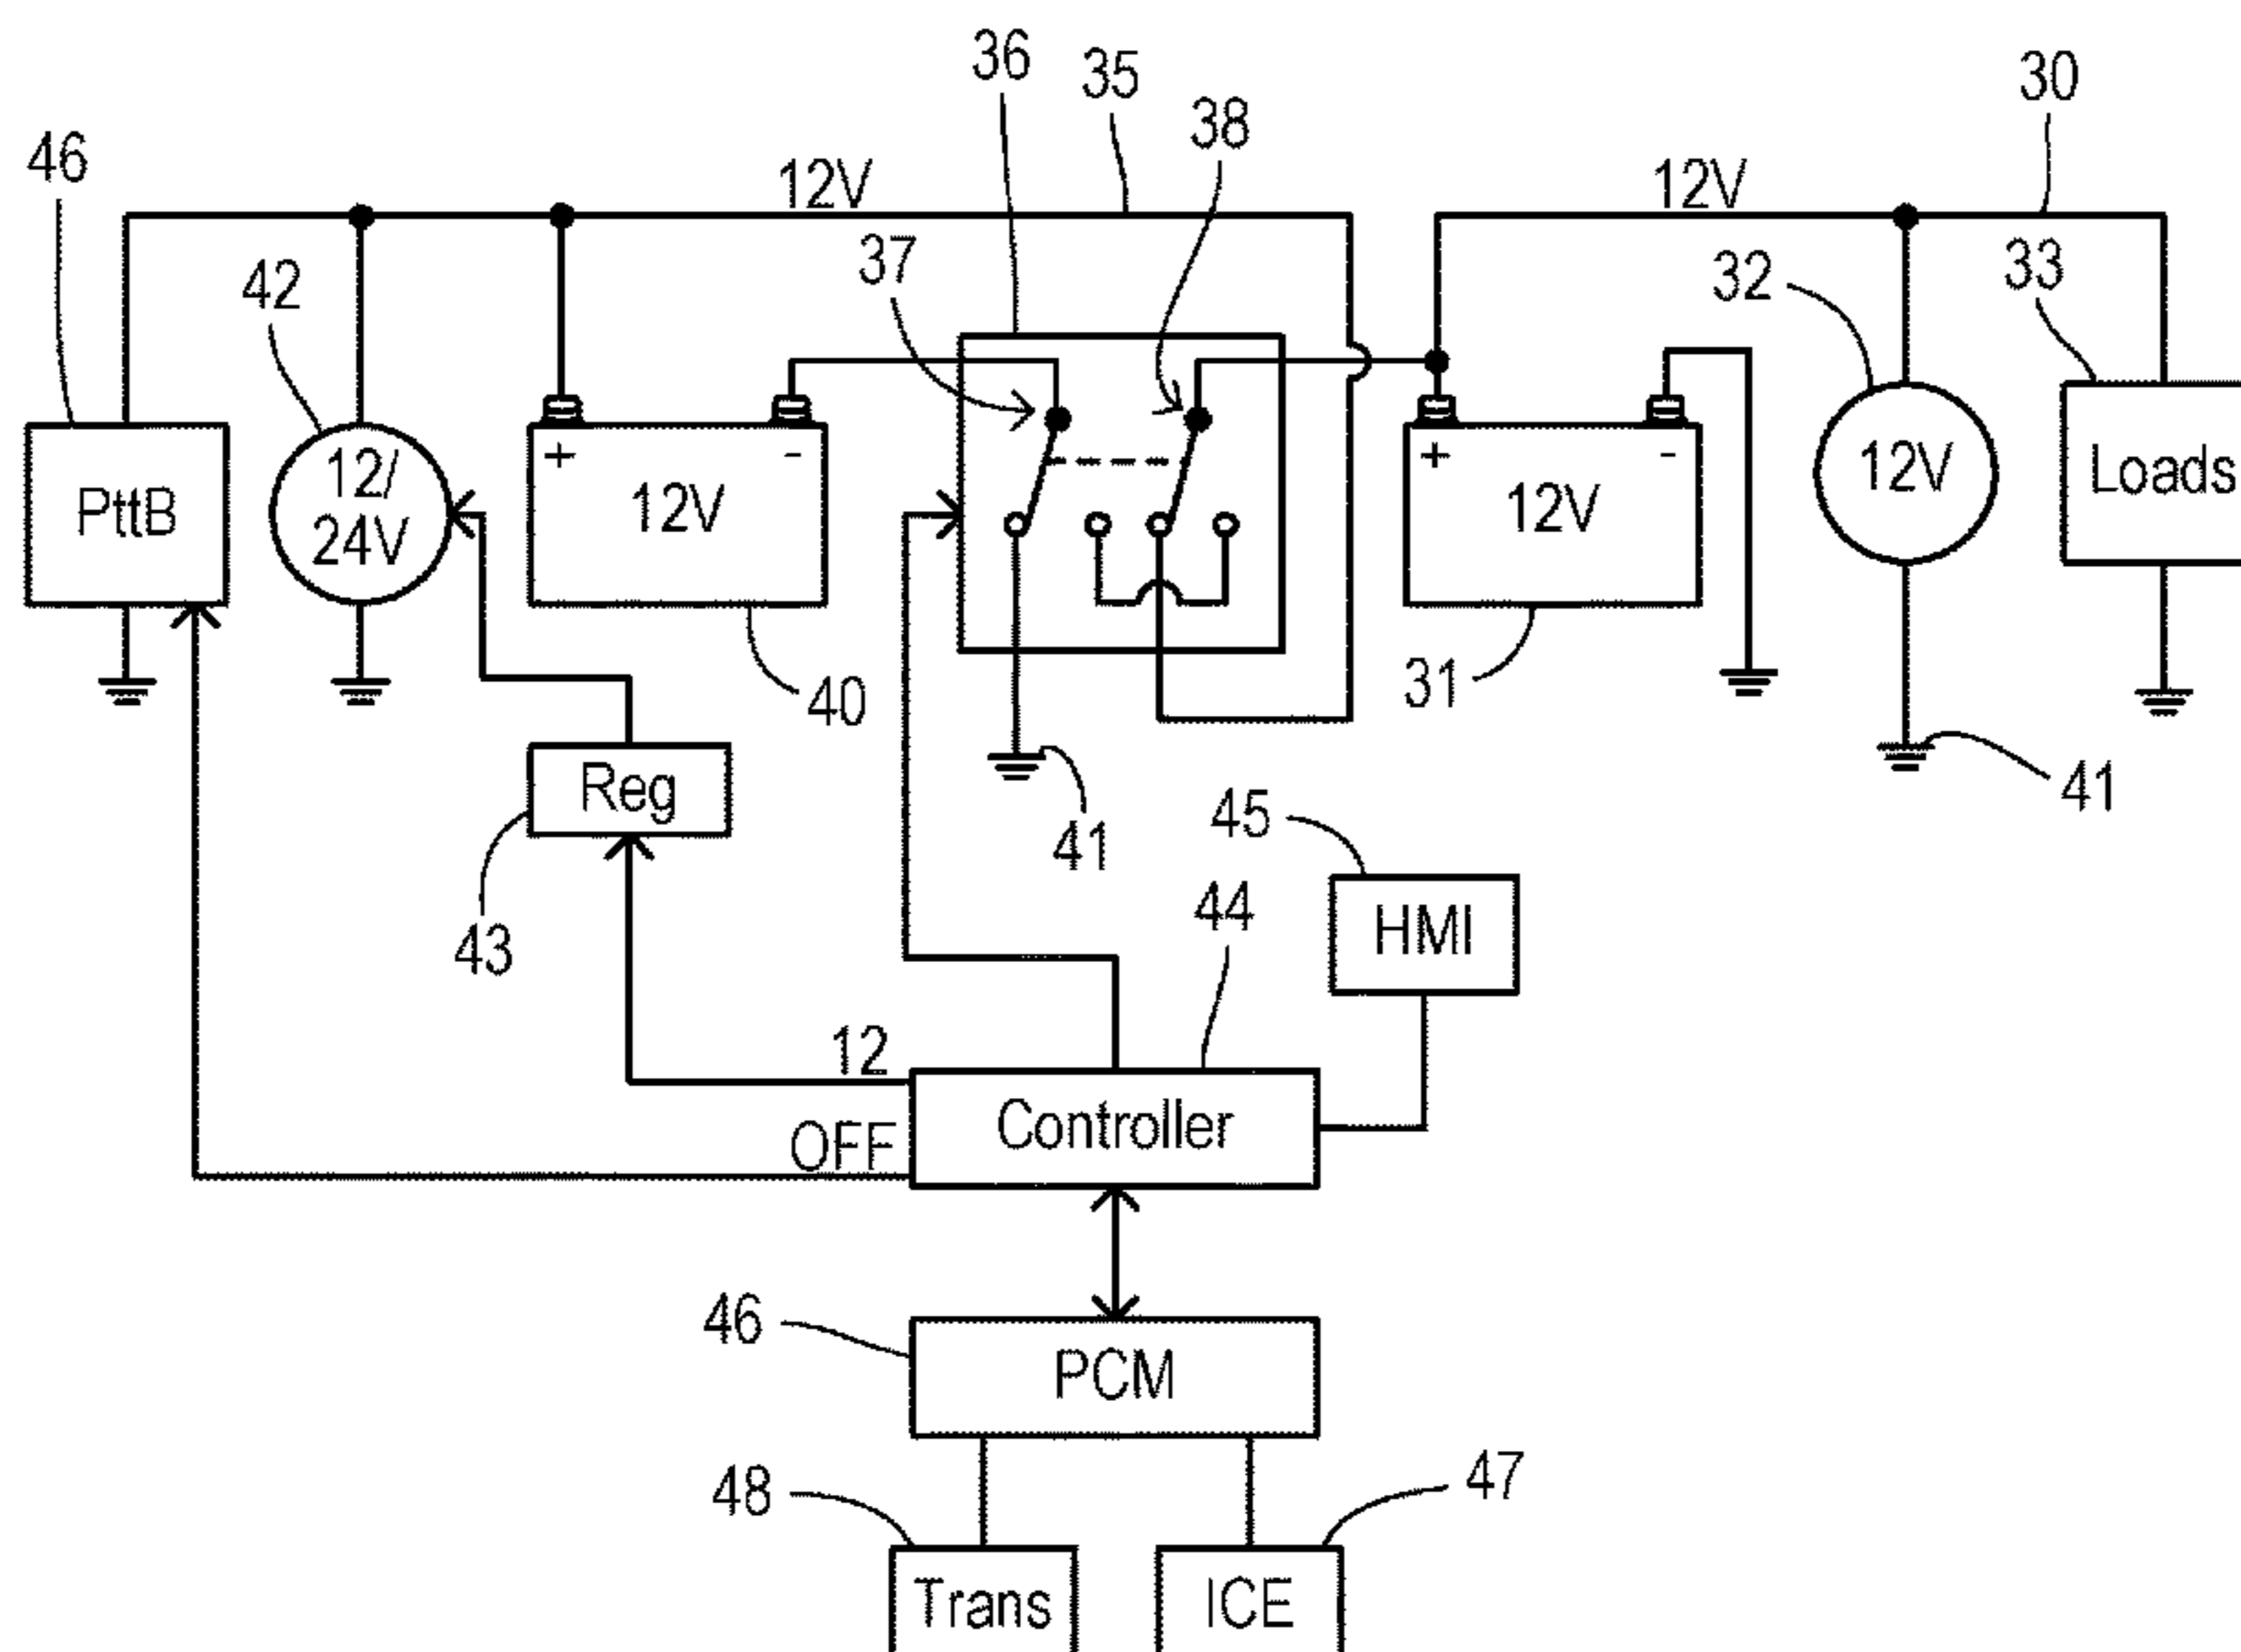 36
35
38
30
46
12V
12V
42
37
32
33
PttB
12/
24V
+
-
12V
+
-
12V
12V
Loads
40
31
41
41
Reg
43
45
44
HMI
12
OFF
Controller
46
PCM
48
47
Trans
ICE